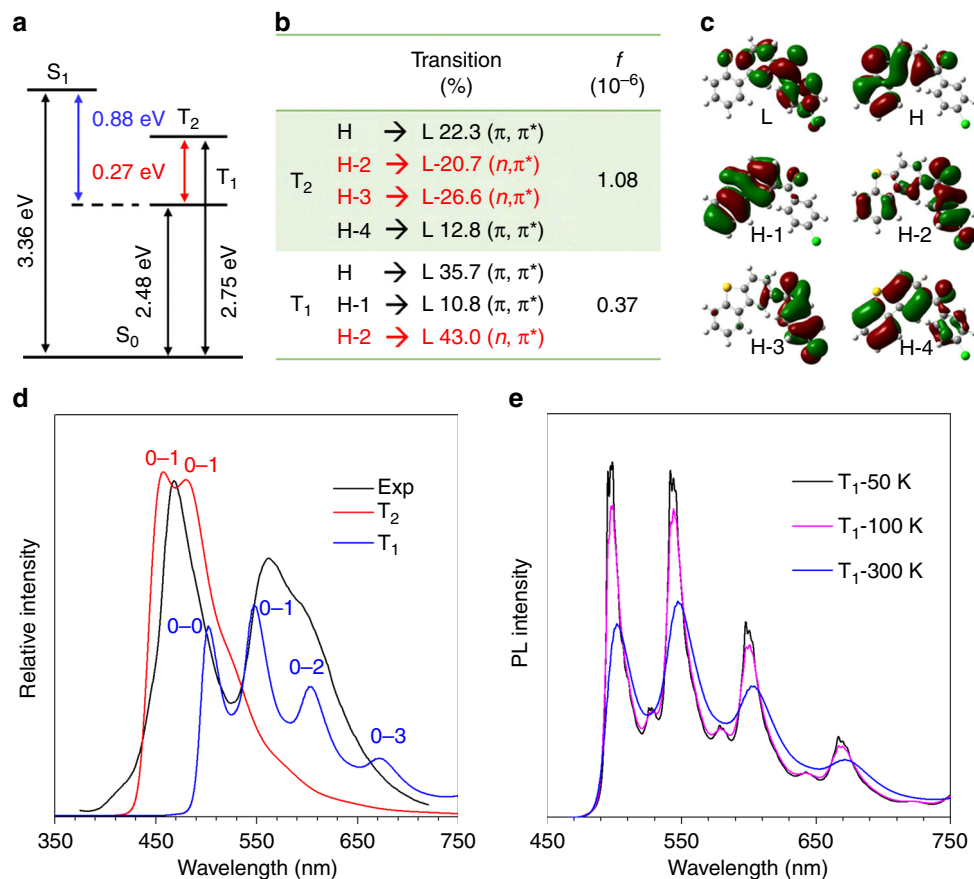 a
S1
0.88 eV
T2
0.27 eV
T1
3.36 eV
2.48 eV
2.75 eV
S0
b
Transition (%)
f (10–6)
T2
H → L 22.3 (π, π*)
H-2 → L-20.7 (n,π*)
H-3 → L-26.6 (n,π*)
H-4 → L 12.8 (π, π*)
1.08
T1
H → L 35.7 (π, π*)
H-1 → L 10.8 (π, π*)
H-2 → L 43.0 (n, π*)
0.37
c
L
H
H-1
H-2
H-3
H-4
d
Relative intensity
0–1 0–1
Exp
T2
T1
0–0
0–1
0–2
0–3
350 450 550 650 750
Wavelength (nm)
e
PL intensity
T1-50 K
T1-100 K
T1-300 K
450 550 650 750
Wavelength (nm)